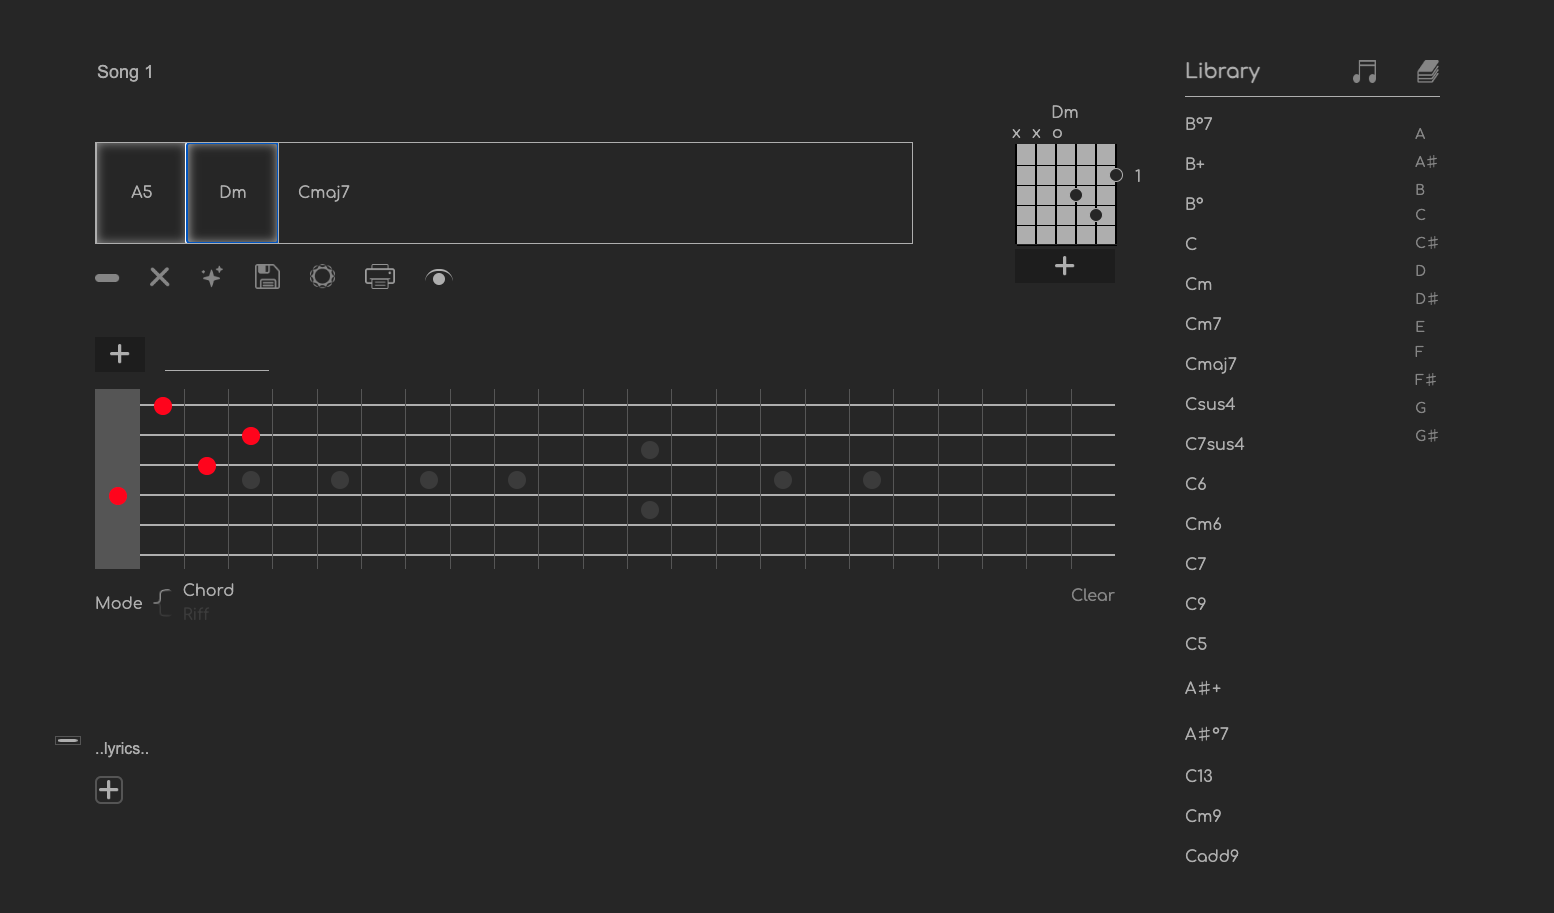 Song 1
A5
Dm
Cmaj7
Dm
x x o
1
Mode
Chord
Riff
Clear
..lyrics..
Library
B°7
B+
B°
C
Cm
Cm7
Cmaj7
Csus4
C7sus4
C6
Cm6
C7
C9
C5
A♯+
A♯°7
C13
Cm9
Cadd9
A
A♯
B
C
C♯
D
D♯
E
F
F♯
G
G♯